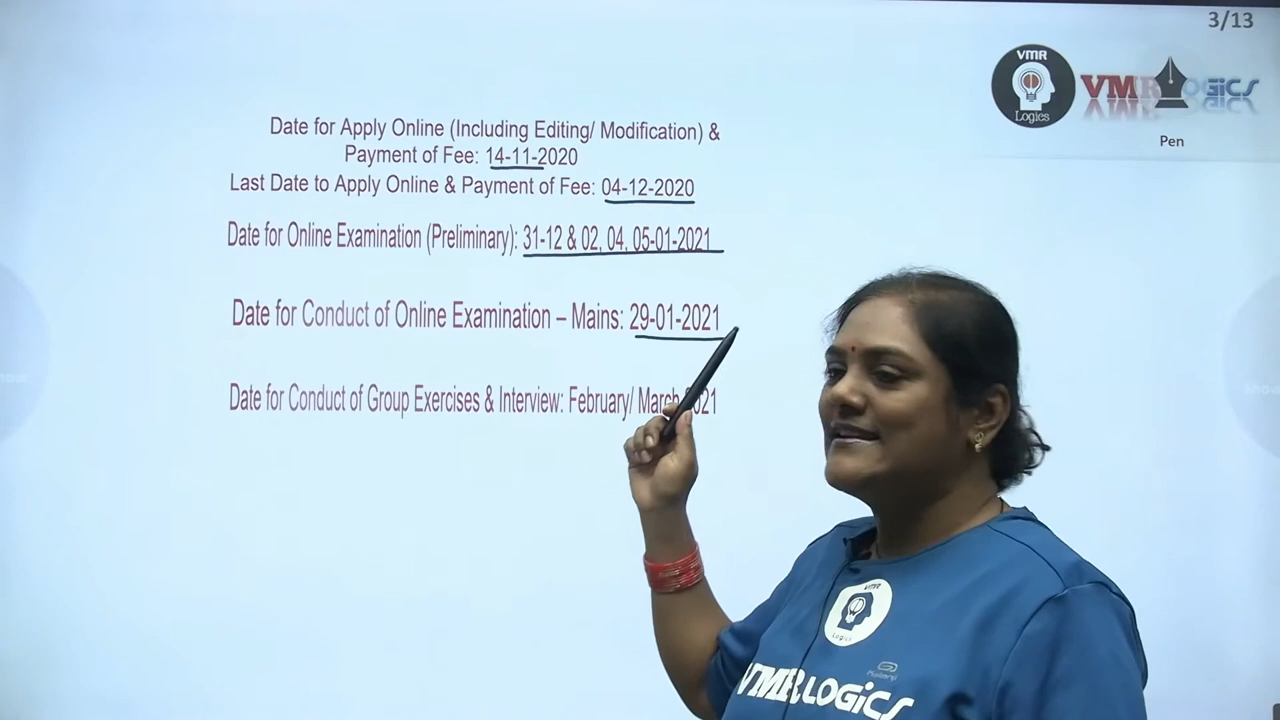 3/13
VMR
Logics
VMR LOGiCS
Pen
Date for Apply Online (Including Editing/ Modification) &
Payment of Fee: 14-11-2020
Last Date to Apply Online & Payment of Fee: 04-12-2020
Date for Online Examination (Preliminary): 31-12 & 02, 04, 05-01-2021
Date for Conduct of Online Examination – Mains: 29-01-2021
Date for Conduct of Group Exercises & Interview: February/ March 2021
VMR
Logics
VMR LOGiCS